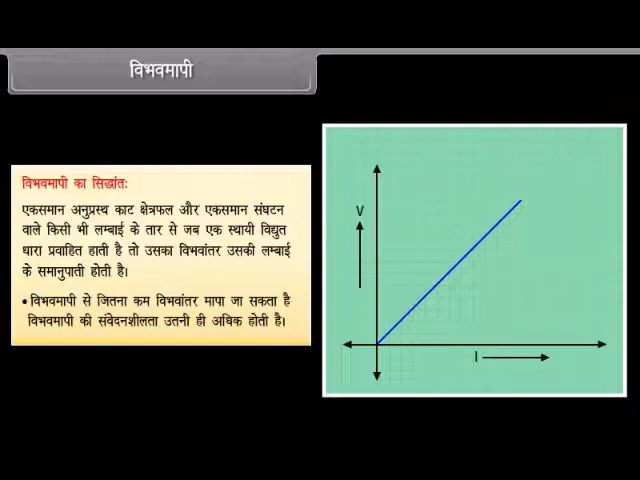 विभवमापी
विभवमापी का सिद्धांतः
एकसमान अनुप्रस्थ काट क्षेत्रफल और एकसमान संघटन
वाले किसी भी लम्बाई के तार से जब एक स्थायी विद्युत
धारा प्रवाहित हाती है तो उसका विभवांतर उसकी लम्बाई
के समानुपाती होती है।
• विभवमापी से जितना कम विभवांतर मापा जा सकता है
विभवमापी की संवेदनशीलता उतनी ही अधिक होती है।
V
l